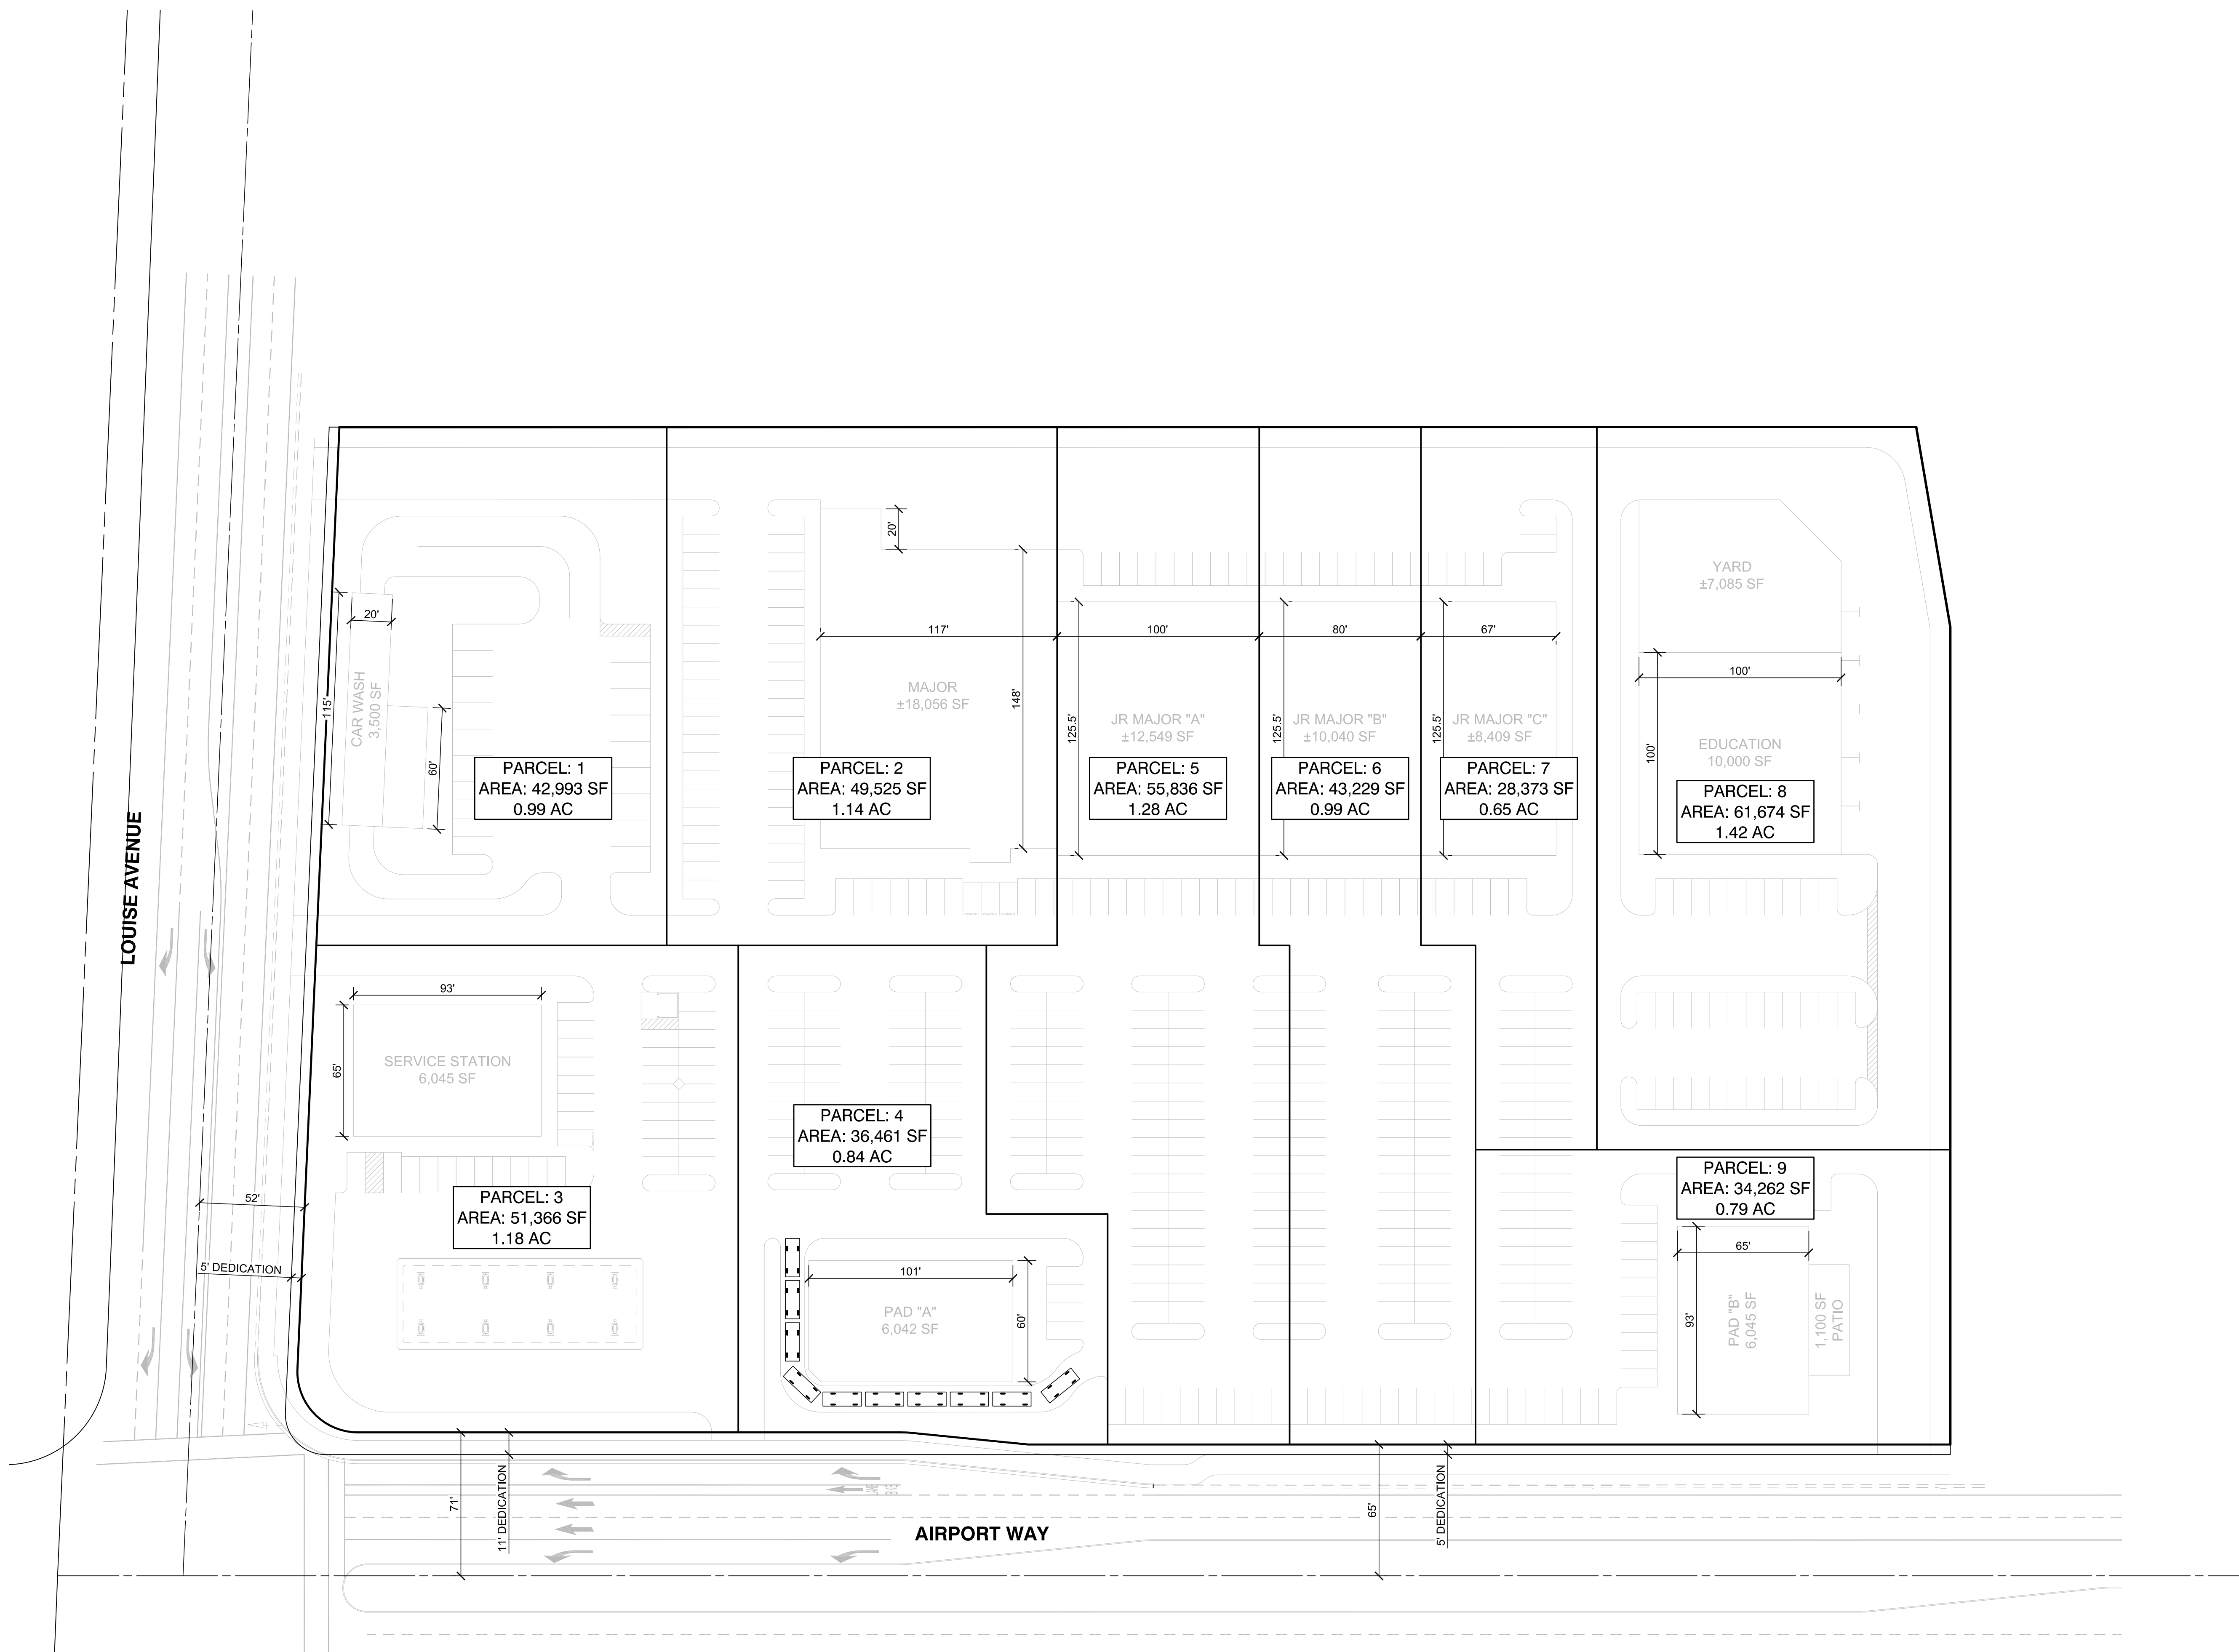 20'
20'
117'
100'
80'
67'
YARD
±7,085 SF
100'
115'
CAR WASH
3,500 SF
60'
MAJOR
±18,056 SF
148'
125.5'
JR MAJOR "A"
±12,549 SF
125.5'
JR MAJOR "B"
±10,040 SF
125.5'
JR MAJOR "C"
±8,409 SF
100'
EDUCATION
10,000 SF
PARCEL: 1
AREA: 42,993 SF
0.99 AC
PARCEL: 2
AREA: 49,525 SF
1.14 AC
PARCEL: 5
AREA: 55,836 SF
1.28 AC
PARCEL: 6
AREA: 43,229 SF
0.99 AC
PARCEL: 7
AREA: 28,373 SF
0.65 AC
PARCEL: 8
AREA: 61,674 SF
1.42 AC
LOUISE AVENUE
93'
65'
SERVICE STATION
6,045 SF
PARCEL: 4
AREA: 36,461 SF
0.84 AC
52'
PARCEL: 3
AREA: 51,366 SF
1.18 AC
PARCEL: 9
AREA: 34,262 SF
0.79 AC
5' DEDICATION
101'
PAD "A"
6,042 SF
60'
65'
93'
PAD "B"
6,045 SF
1,100 SF
PATIO
71'
11' DEDICATION
AIRPORT WAY
65'
5' DEDICATION